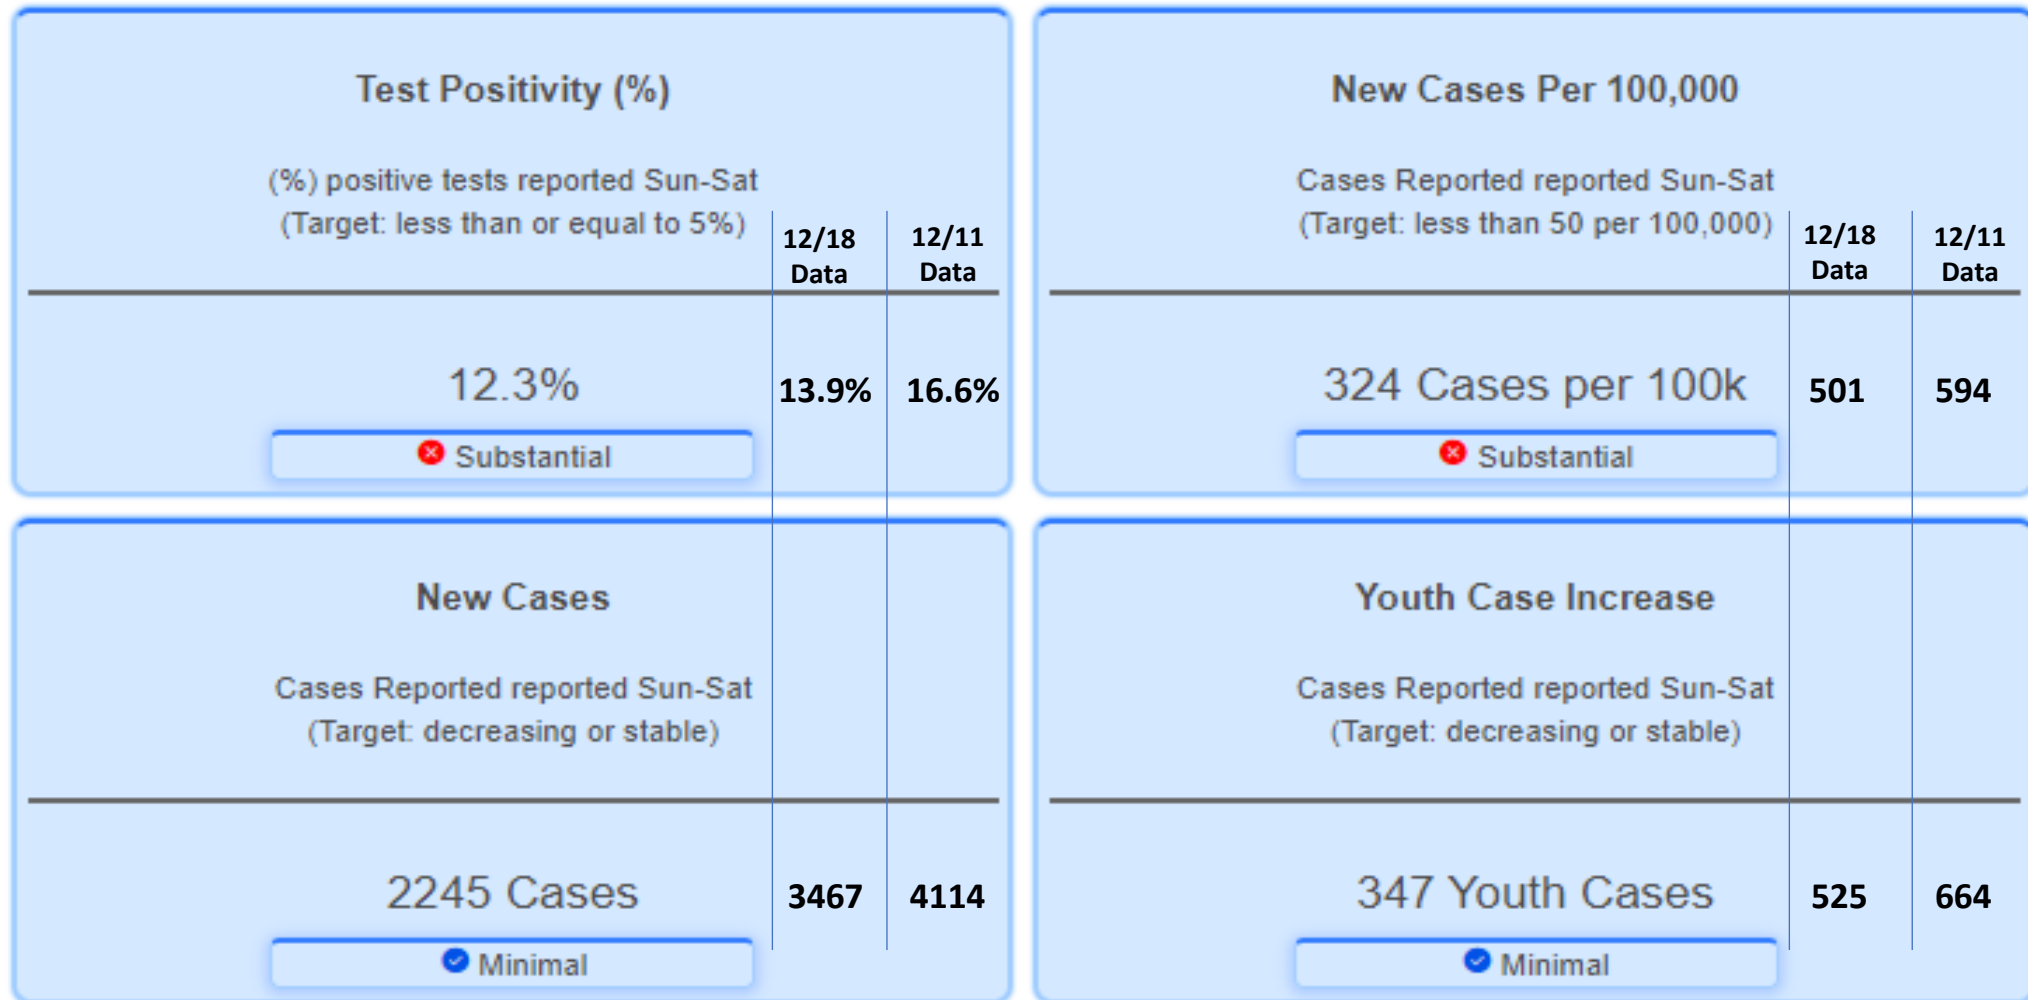 Test Positivity (%)
(%) positive tests reported Sun-Sat
(Target: less than or equal to 5%)
12/18 Data
12/11 Data
12.3%
13.9%
16.6%
Substantial
New Cases Per 100,000
Cases Reported reported Sun-Sat
(Target: less than 50 per 100,000)
12/18 Data
12/11 Data
324 Cases per 100k
501
594
Substantial
New Cases
Cases Reported reported Sun-Sat
(Target: decreasing or stable)
2245 Cases
3467
4114
Minimal
Youth Case Increase
Cases Reported reported Sun-Sat
(Target: decreasing or stable)
347 Youth Cases
525
664
Minimal